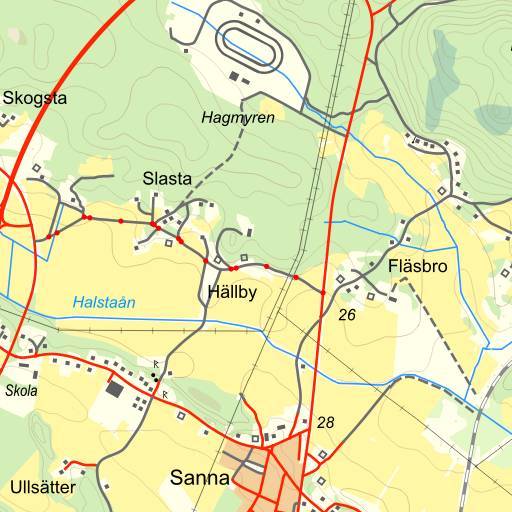 Skogsta
Hagmyren
Slasta
Fläsbro
Hällby
Halstaån
26
Skola
R
R
28
Sanna
Ullsätter